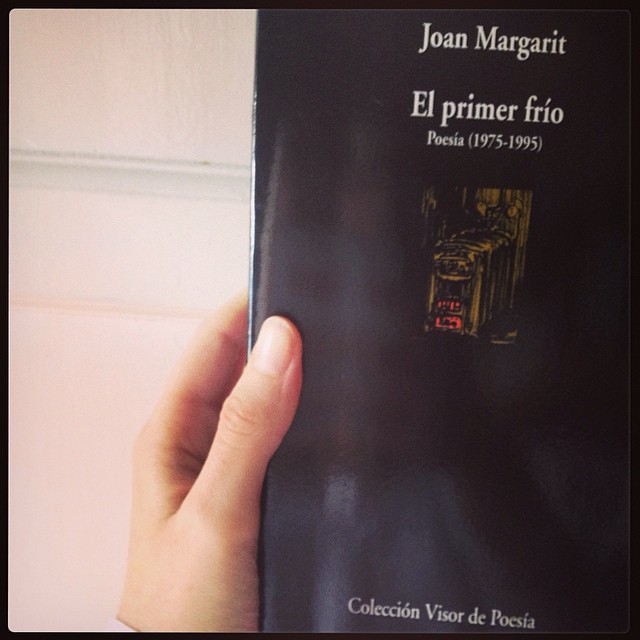 Joan Margarit
El primer frío
Poesía (1975-1995)
Colección Visor de Poesía